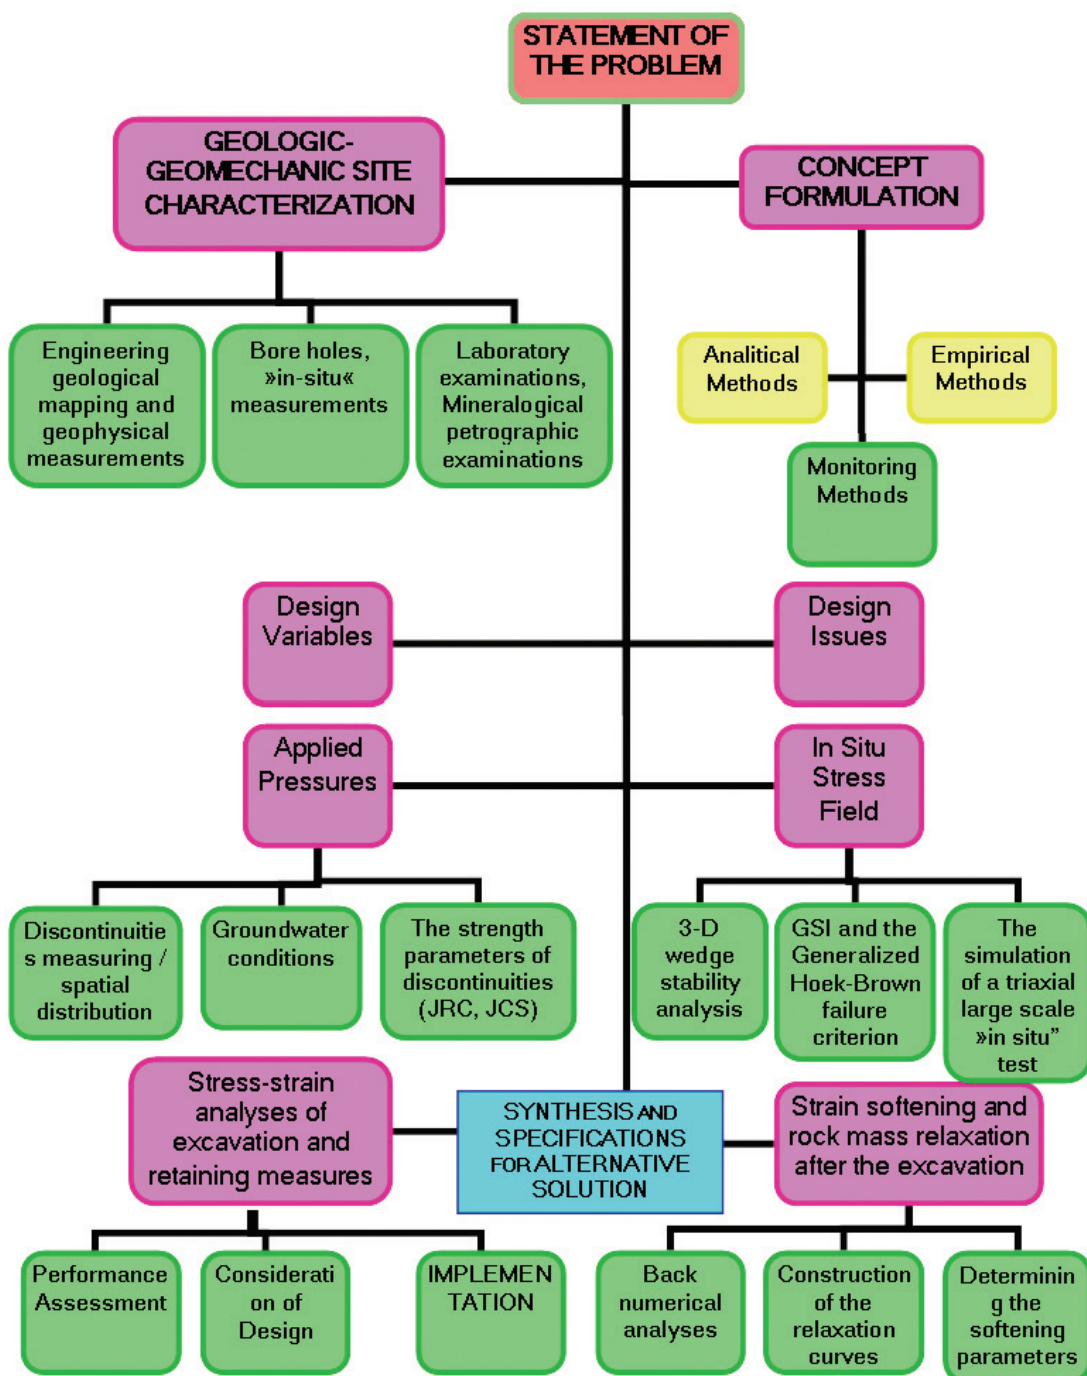 STATEMENT OF
THE PROBLEM
GEOLOGIC-
GEOMECHANIC SITE
CHARACTERIZATION
CONCEPT
FORMULATION
Engineering
geological
mapping and
geophysical
measurements
Bore holes,
»in-situ«
measurements
Laboratory
examinations,
Mineralogical
petrographic
examinations
Analitical
Methods
Empirical
Methods
Monitoring
Methods
Design
Variables
Design
Issues
Applied
Pressures
In Situ
Stress
Field
Discontinuitie
s measuring /
spatial
distribution
Groundwater
conditions
The strength
parameters of
discontinuities
(JRC, JCS)
3-D
wedge
stability
analysis
GSI and the
Generalized
Hoek-Brown
failure
criterion
The
simulation
of a triaxial
large scale
»in situ”
test
Stress-strain
analyses of
excavation and
retaining measures
SYNTHESIS AND
SPECIFICATIONS
FOR ALTERNATIVE
SOLUTION
Strain softening and
rock mass relaxation
after the excavation
Performance
Assessment
Considerati
on of
Design
IMPLEMEN
TATION
Back
numerical
analyses
Construction
of the
relaxation
curves
Determinin
g the
softening
parameters